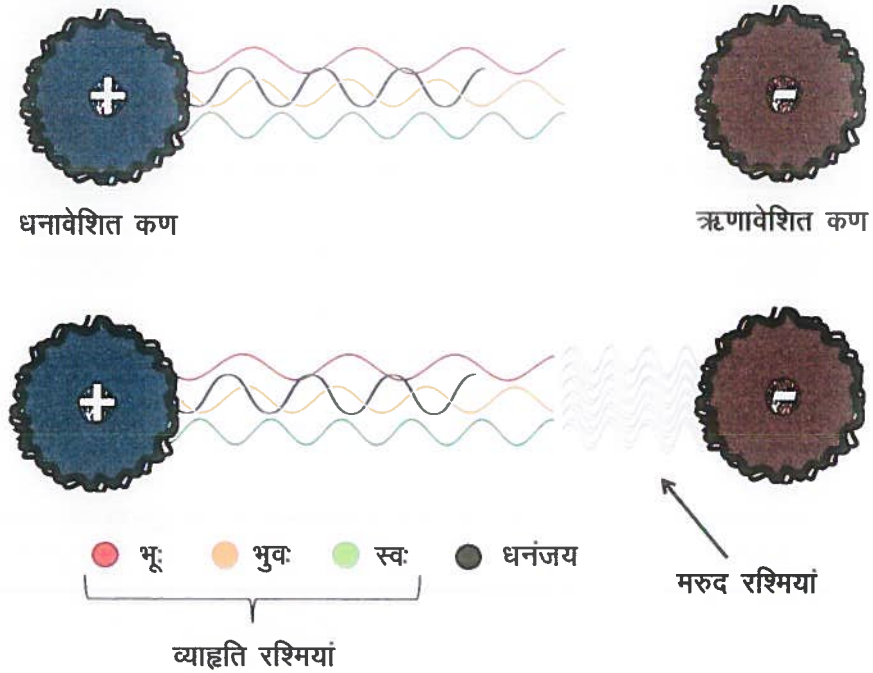 धनावेशित कण
ऋणावेशित कण
भूः
भुवः
स्वः
धनंजय
मरुद रश्मियां
व्याहृति रश्मियां